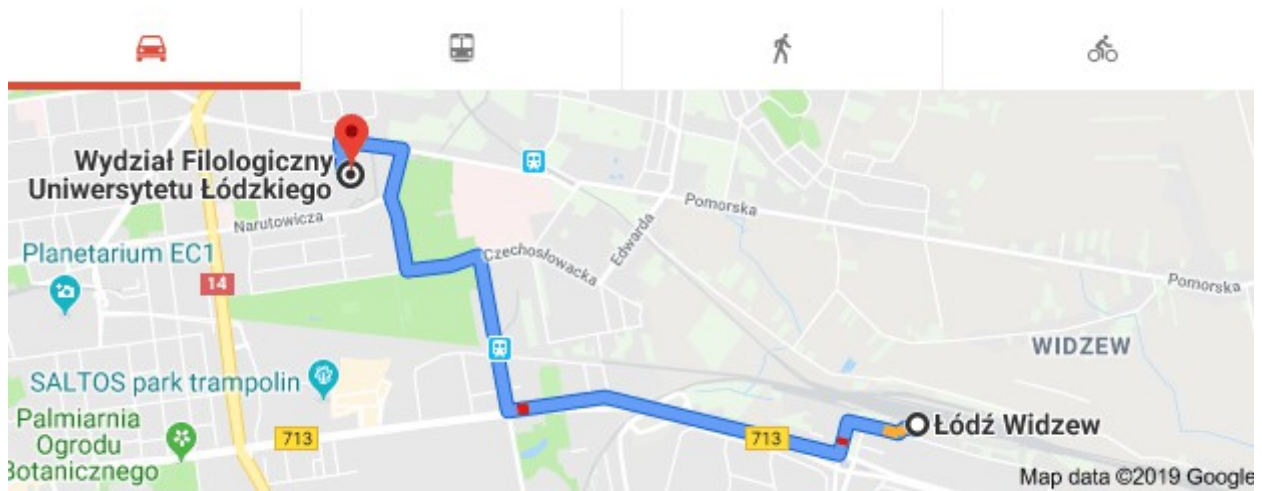 Wydział Filologiczny
Uniwersytetu Łódzkiego
Narutowicza
Pomorska
Edwarda
Czechosłowacka
Planetarium EC1
14
Pomorska
WIDZEW
SALTOS park trampolin
Palmiarnia
Ogrodu
Botanicznego
713
713
Łódź Widzew
Map data ©2019 Google